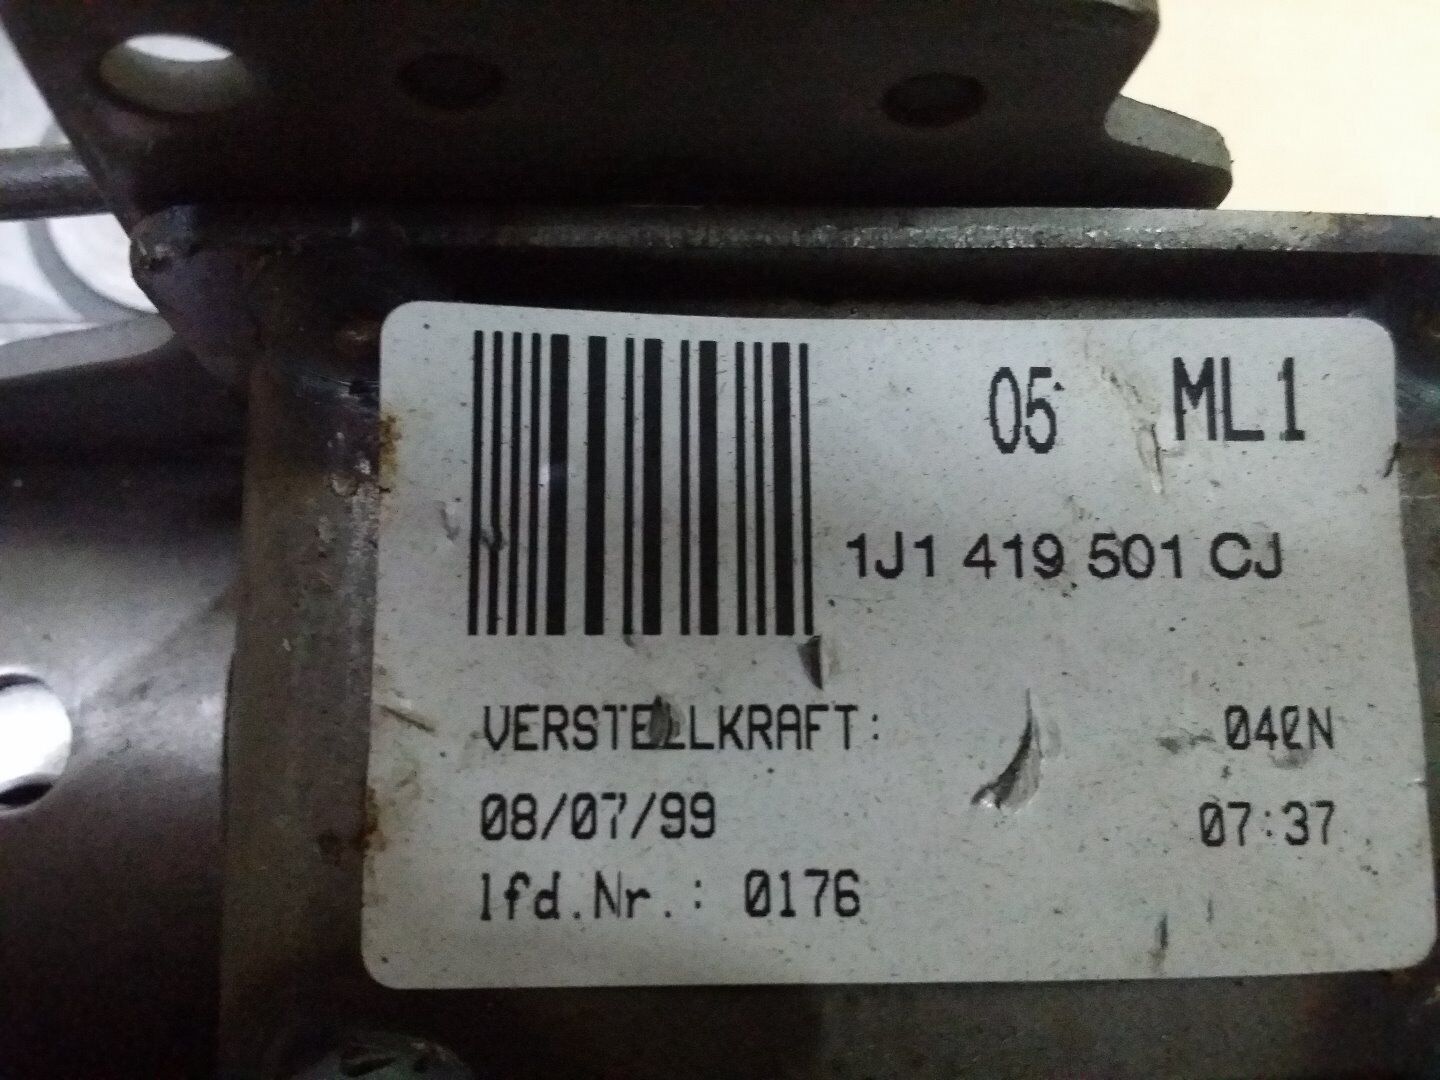 05 ML1
1J1 419 501 CJ
VERSTELLKRAFT:
08/07/99 07:37
lfd.Nr.: 0176